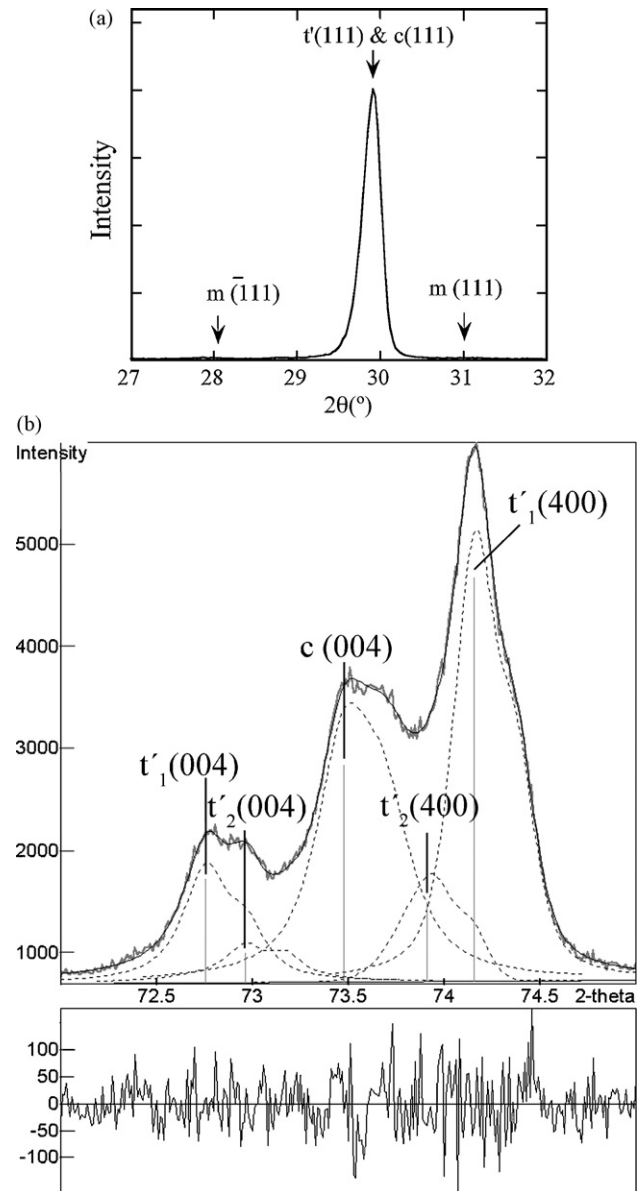 (a)
t'(111) & c(111)
Intensity
m (̅111)
m (111)
27 28 29 30 31 32
2θ(º)
(b)
Intensity
t´₁(400)
5000
4000
c (004)
3000
t´₁(004)
t´₂(004)
t´₂(400)
2000
1000
72.5 73 73.5 74 74.5 2-theta
100
50
0
-50
-100